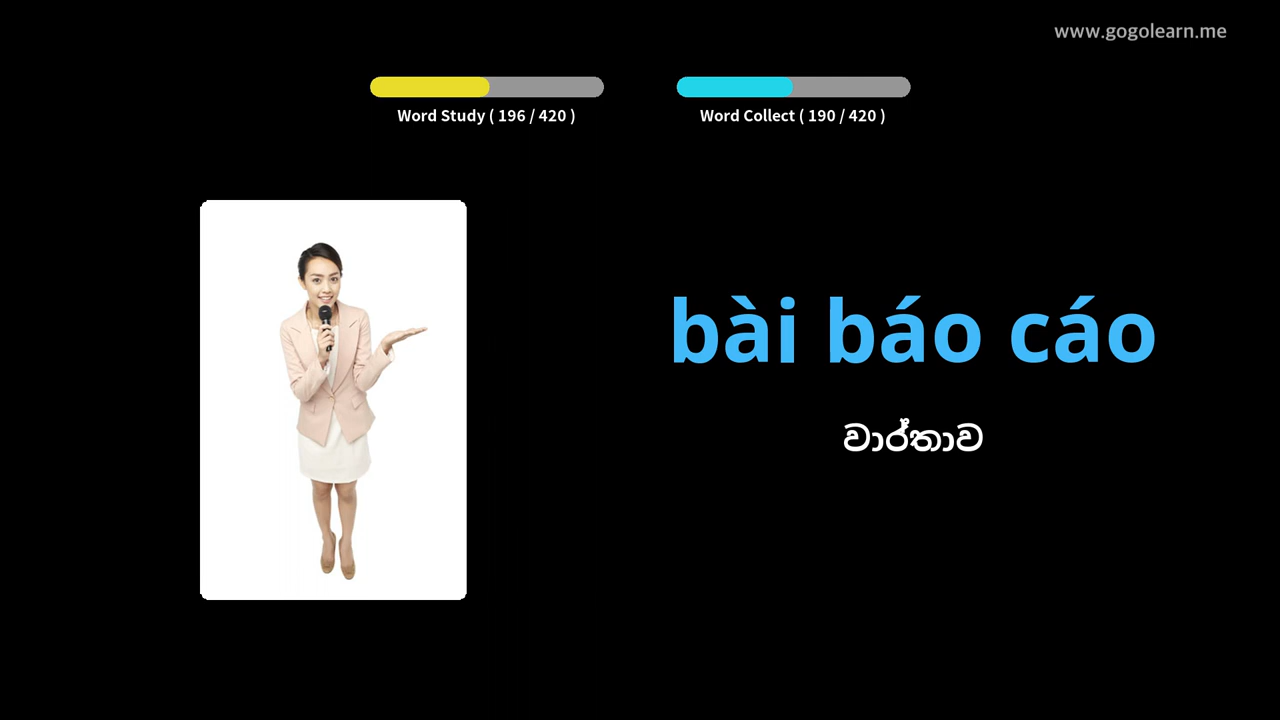 www.gogolearn.me
Word Study ( 196 / 420 )
Word Collect ( 190 / 420 )
bài báo cáo
වාර්තාව